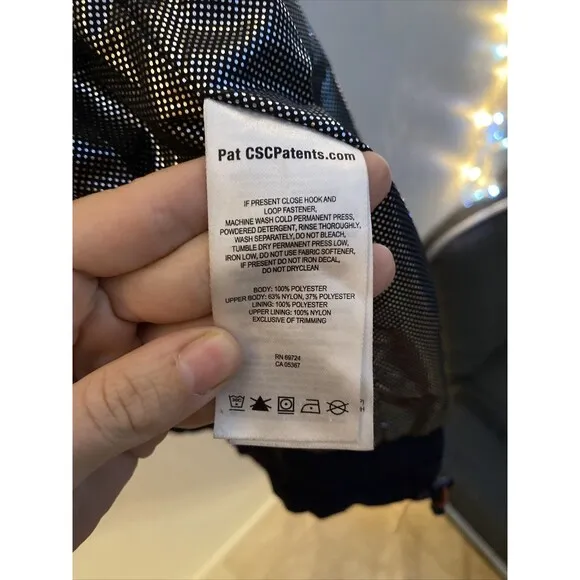 Pat CSCPatents.com
IF PRESENT CLOSE HOOK AND
LOOP FASTENER,
MACHINE WASH COLD PERMANENT PRESS,
POWDERED DETERGENT, RINSE THOROUGHLY,
WASH SEPARATELY, DO NOT BLEACH,
TUMBLE DRY PERMANENT PRESS LOW,
IRON LOW, DO NOT USE FABRIC SOFTENER,
IF PRESENT DO NOT IRON DECAL,
DO NOT DRYCLEAN
BODY: 100% POLYESTER
UPPER BODY: 63% NYLON, 37% POLYESTER
LINING: 100% POLYESTER
UPPER LINING: 100% NYLON
EXCLUSIVE OF TRIMMING
RN 69724
CA 05367